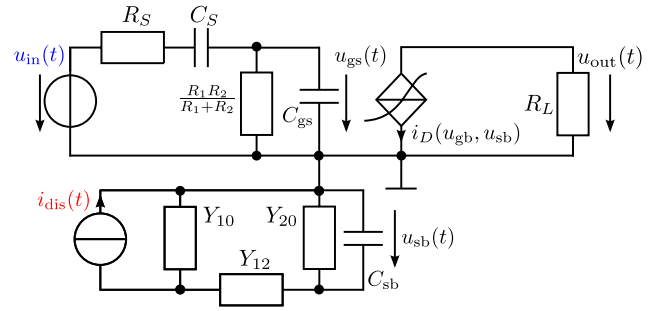 R_S
C_S
u_in(t)
R_1 R_2 / R_1+R_2
C_gs
u_gs(t)
i_D(u_gb, u_sb)
R_L
u_out(t)
i_dis(t)
Y_10
Y_20
Y_12
C_sb
u_sb(t)